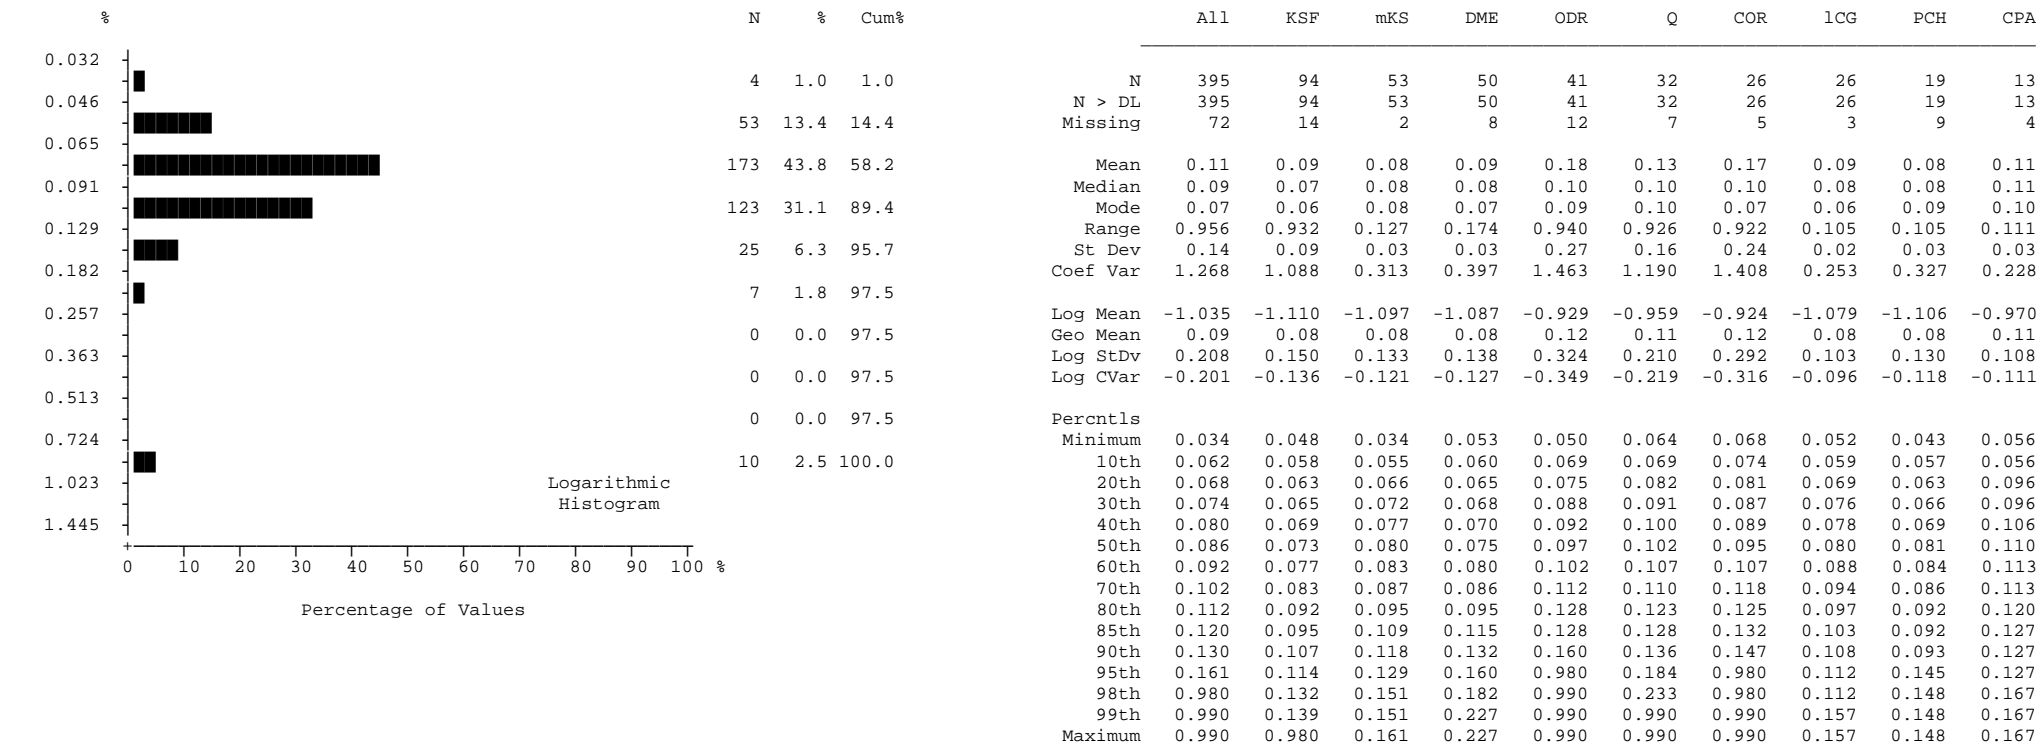 % N % Cum% All KSF mKS DME ODR Q COR lCG PCH CPA
0.032
4 1.0 1.0 N 395 94 53 50 41 32 26 26 19 13
0.046 N > DL 395 94 53 50 41 32 26 26 19 13
53 13.4 14.4 Missing 72 14 2 8 12 7 5 3 9 4
0.065
173 43.8 58.2 Mean 0.11 0.09 0.08 0.09 0.18 0.13 0.17 0.09 0.08 0.11
0.091 Median 0.09 0.07 0.08 0.08 0.10 0.10 0.10 0.08 0.08 0.11
123 31.1 89.4 Mode 0.07 0.06 0.08 0.07 0.09 0.10 0.07 0.06 0.09 0.10
0.129 Range 0.956 0.932 0.127 0.174 0.940 0.926 0.922 0.105 0.105 0.111
25 6.3 95.7 St Dev 0.14 0.09 0.03 0.03 0.27 0.16 0.24 0.02 0.03 0.03
0.182 Coef Var 1.268 1.088 0.313 0.397 1.463 1.190 1.408 0.253 0.327 0.228
7 1.8 97.5
0.257 Log Mean -1.035 -1.110 -1.097 -1.087 -0.929 -0.959 -0.924 -1.079 -1.106 -0.970
0 0.0 97.5 Geo Mean 0.09 0.08 0.08 0.08 0.12 0.11 0.12 0.08 0.08 0.11
0.363 Log StDv 0.208 0.150 0.133 0.138 0.324 0.210 0.292 0.103 0.130 0.108
0 0.0 97.5 Log CVar -0.201 -0.136 -0.121 -0.127 -0.349 -0.219 -0.316 -0.096 -0.118 -0.111
0.513
0 0.0 97.5 Percntls
0.724 Minimum 0.034 0.048 0.034 0.053 0.050 0.064 0.068 0.052 0.043 0.056
10 2.5 100.0 10th 0.062 0.058 0.055 0.060 0.069 0.069 0.074 0.059 0.057 0.056
1.023 Logarithmic 20th 0.068 0.063 0.066 0.065 0.075 0.082 0.081 0.069 0.063 0.096
Histogram 30th 0.074 0.065 0.072 0.068 0.088 0.091 0.087 0.076 0.066 0.096
1.445 40th 0.080 0.069 0.077 0.070 0.092 0.100 0.089 0.078 0.069 0.106
50th 0.086 0.073 0.080 0.075 0.097 0.102 0.095 0.080 0.081 0.110
0 10 20 30 40 50 60 70 80 90 100 % 60th 0.092 0.077 0.083 0.080 0.102 0.107 0.107 0.088 0.084 0.113
70th 0.102 0.083 0.087 0.086 0.112 0.110 0.118 0.094 0.086 0.113
Percentage of Values 80th 0.112 0.092 0.095 0.095 0.128 0.123 0.125 0.097 0.092 0.120
85th 0.120 0.095 0.109 0.115 0.128 0.128 0.132 0.103 0.092 0.127
90th 0.130 0.107 0.118 0.132 0.160 0.136 0.147 0.108 0.093 0.127
95th 0.161 0.114 0.129 0.160 0.980 0.184 0.980 0.112 0.145 0.127
98th 0.980 0.132 0.151 0.182 0.990 0.233 0.980 0.112 0.148 0.167
99th 0.990 0.139 0.151 0.227 0.990 0.990 0.990 0.157 0.148 0.167
Maximum 0.990 0.980 0.161 0.227 0.990 0.990 0.990 0.157 0.148 0.167